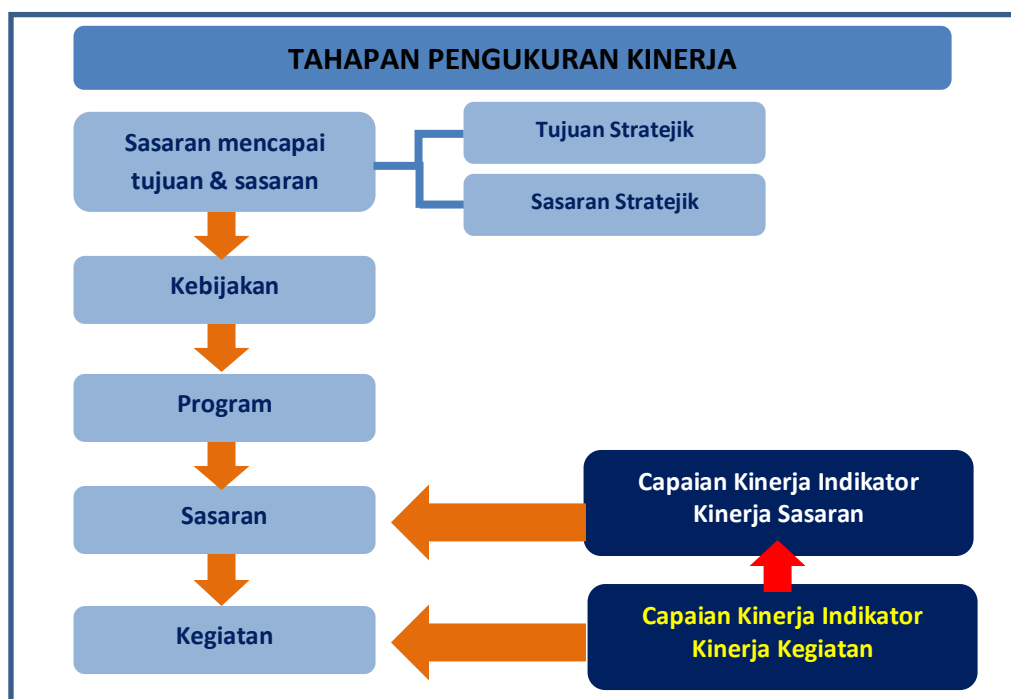 TAHAPAN PENGUKURAN KINERJA
Sasaran mencapai
tujuan & sasaran
Tujuan Stratejik
Sasaran Stratejik
Kebijakan
Program
Sasaran
Capaian Kinerja Indikator
Kinerja Sasaran
Kegiatan
Capaian Kinerja Indikator
Kinerja Kegiatan